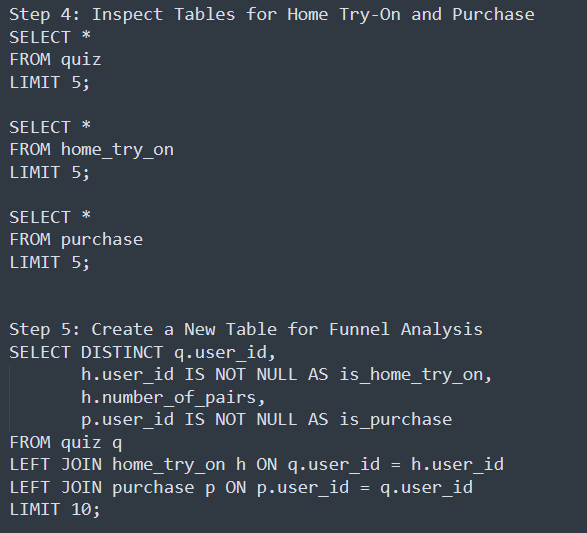 Step 4: Inspect Tables for Home Try-On and Purchase
SELECT *
FROM quiz
LIMIT 5;

SELECT *
FROM home_try_on
LIMIT 5;

SELECT *
FROM purchase
LIMIT 5;


Step 5: Create a New Table for Funnel Analysis
SELECT DISTINCT q.user_id,
       h.user_id IS NOT NULL AS is_home_try_on,
       h.number_of_pairs,
       p.user_id IS NOT NULL AS is_purchase
FROM quiz q
LEFT JOIN home_try_on h ON q.user_id = h.user_id
LEFT JOIN purchase p ON p.user_id = q.user_id
LIMIT 10;